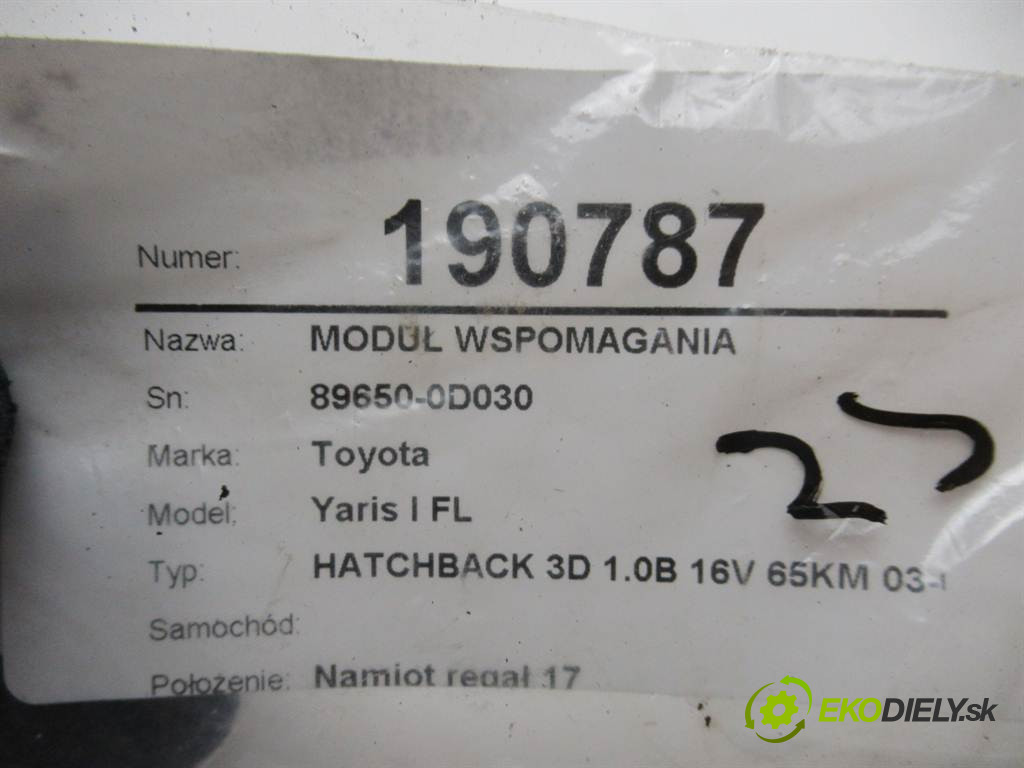 Numer: 190787
Nazwa: MODUŁ WSPOMAGANIA
Sn: 89650-0D030
Marka: Toyota
Model: Yaris I FL
Typ: HATCHBACK 3D 1.0B 16V 65KM 03-
Samochód:
Położenie: Namiot regał 17
EKODIELY.sk